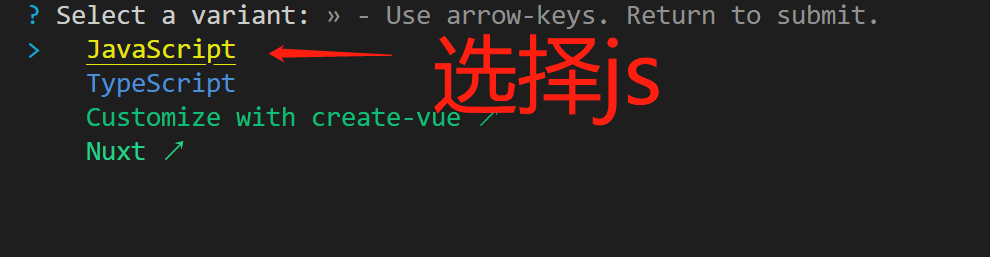 ? Select a variant: » - Use arrow-keys. Return to submit.
> JavaScript
选择js
TypeScript
Customize with create-vue ↗
Nuxt ↗